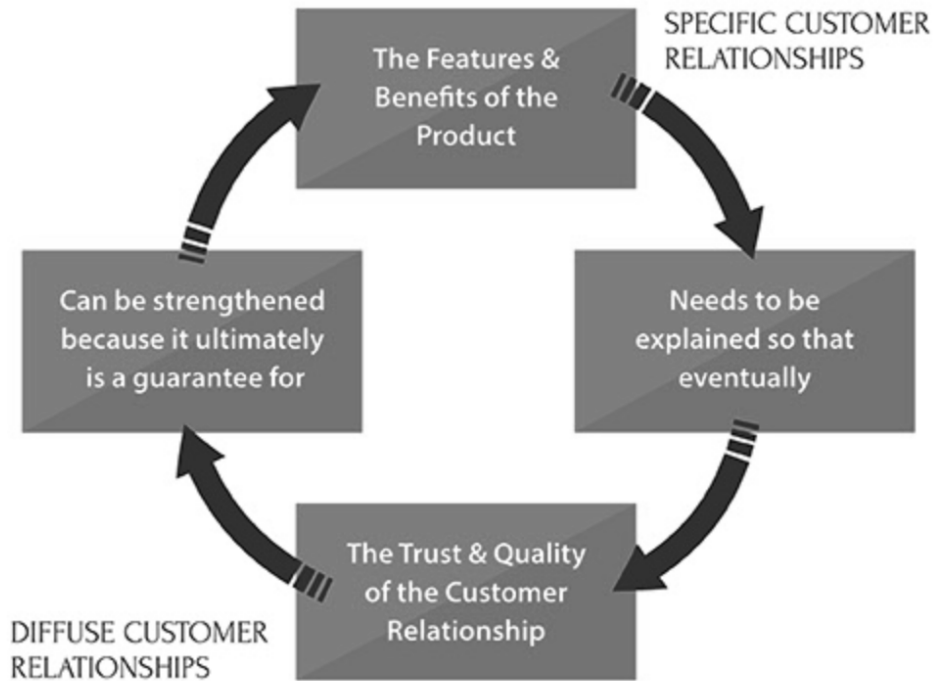 SPECIFIC CUSTOMER
RELATIONSHIPS
The Features &
Benefits of the
Product
Needs to be
explained so that
eventually
The Trust & Quality
of the Customer
Relationship
DIFFUSE CUSTOMER
RELATIONSHIPS
Can be strengthened
because it ultimately
is a guarantee for